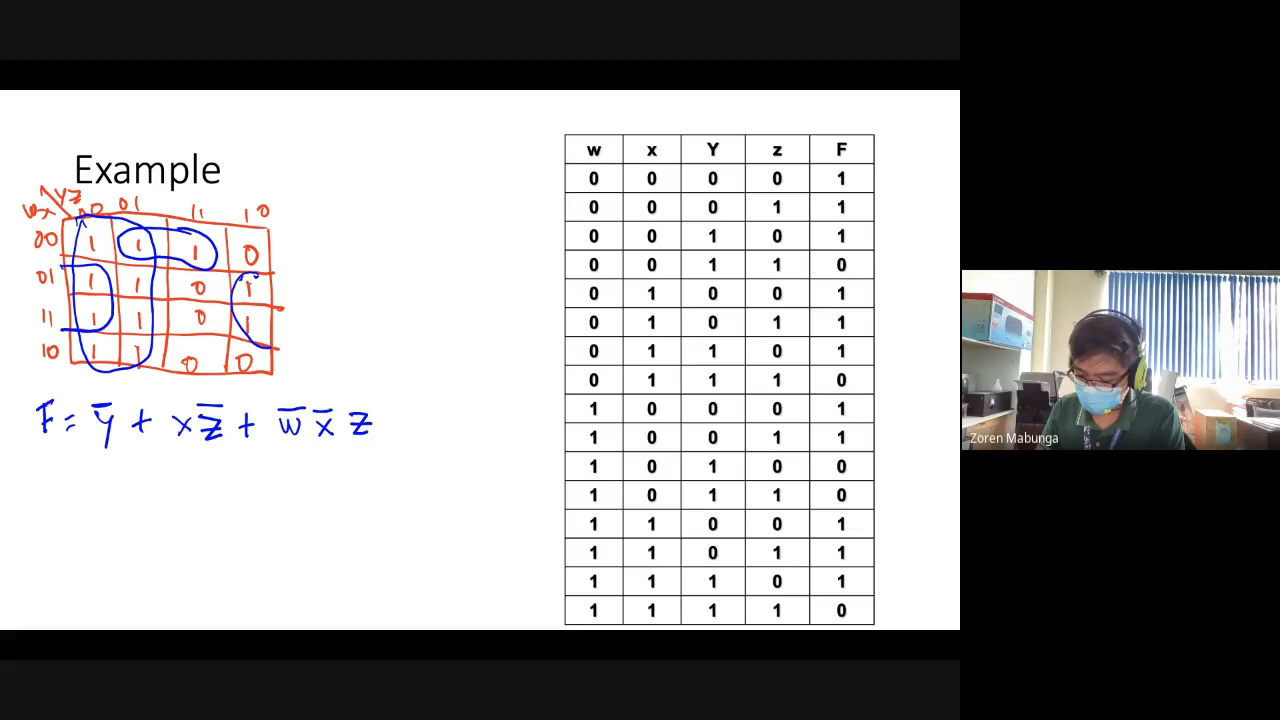 Example
YZ
wx 00 01 11 10
00 1 1 1 0
01 1 1 0 1
11 1 1 0 1
10 1 1 0 0
F = y̅ + x z̅ + w̅ x̅ z
w x Y z F
0 0 0 0 1
0 0 0 1 1
0 0 1 0 1
0 0 1 1 0
0 1 0 0 1
0 1 0 1 1
0 1 1 0 1
0 1 1 1 0
1 0 0 0 1
1 0 0 1 1
1 0 1 0 0
1 0 1 1 0
1 1 0 0 1
1 1 0 1 1
1 1 1 0 1
1 1 1 1 0
Zoren Mabunga